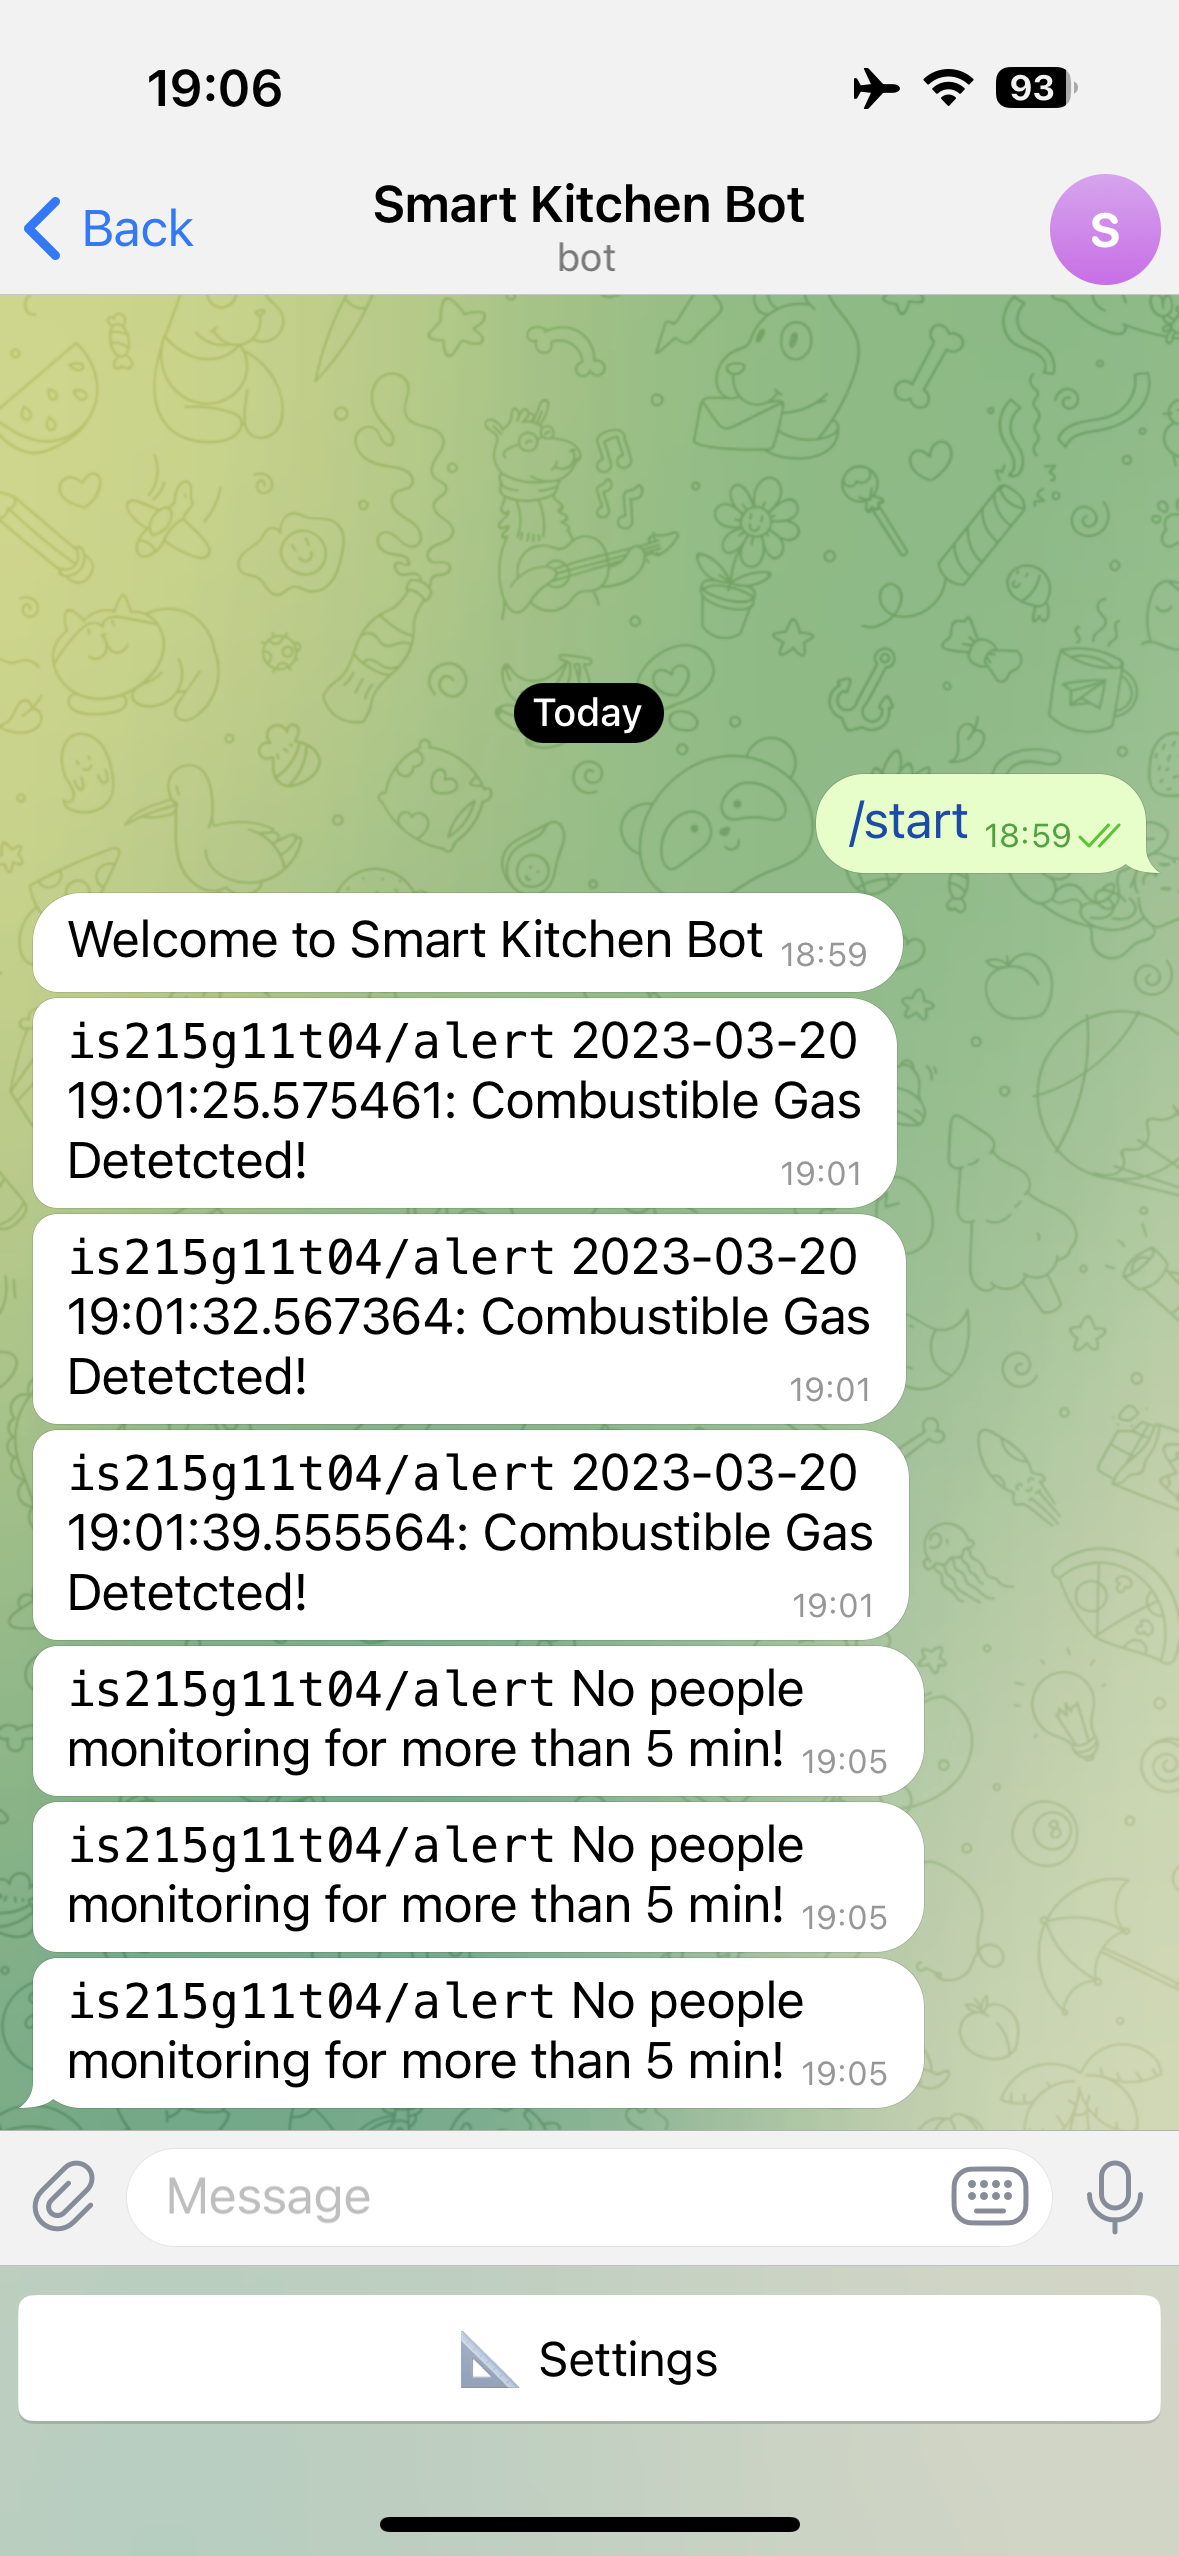 19:06
93
Back
Smart Kitchen Bot
bot
S
Today
/start 18:59
Welcome to Smart Kitchen Bot 18:59
is215g11t04/alert 2023-03-20
19:01:25.575461: Combustible Gas
Detetcted!
19:01
is215g11t04/alert 2023-03-20
19:01:32.567364: Combustible Gas
Detetcted!
19:01
is215g11t04/alert 2023-03-20
19:01:39.555564: Combustible Gas
Detetcted!
19:01
is215g11t04/alert No people
monitoring for more than 5 min! 19:05
is215g11t04/alert No people
monitoring for more than 5 min! 19:05
is215g11t04/alert No people
monitoring for more than 5 min! 19:05
Message
Settings